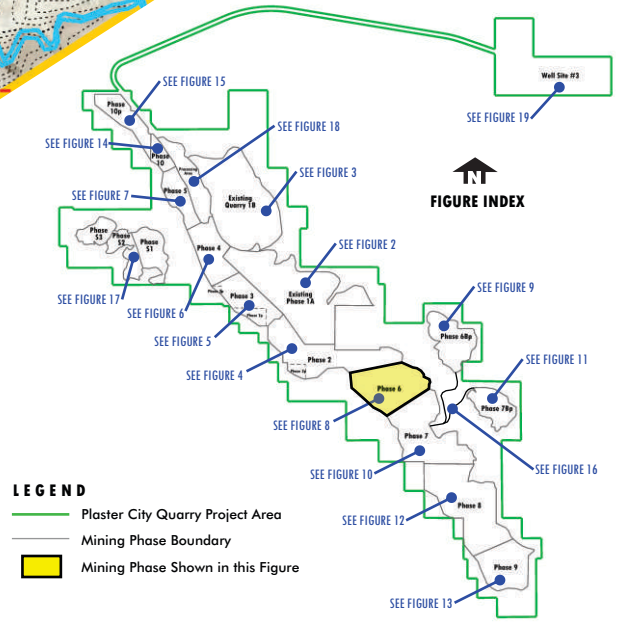 Well Site #3
SEE FIGURE 19
SEE FIGURE 15
Phase
10p
SEE FIGURE 18
SEE FIGURE 14
Phase
10
Processing
Area
SEE FIGURE 3
SEE FIGURE 7
Phase 5
Existing
Quarry 1B
N
FIGURE INDEX
Phase
S3
Phase
S2
Phase
S1
Phase 4
SEE FIGURE 2
SEE FIGURE 17
SEE FIGURE 6
Phase 3
Existing
Phase 1A
SEE FIGURE 9
SEE FIGURE 5
Phase 6Bp
SEE FIGURE 4
Phase 2
SEE FIGURE 11
Phase 6
Phase 7Bp
SEE FIGURE 8
Phase 7
SEE FIGURE 10
SEE FIGURE 16
LEGEND
Plaster City Quarry Project Area
Mining Phase Boundary
Mining Phase Shown in this Figure
Phase 8
SEE FIGURE 12
Phase 9
SEE FIGURE 13